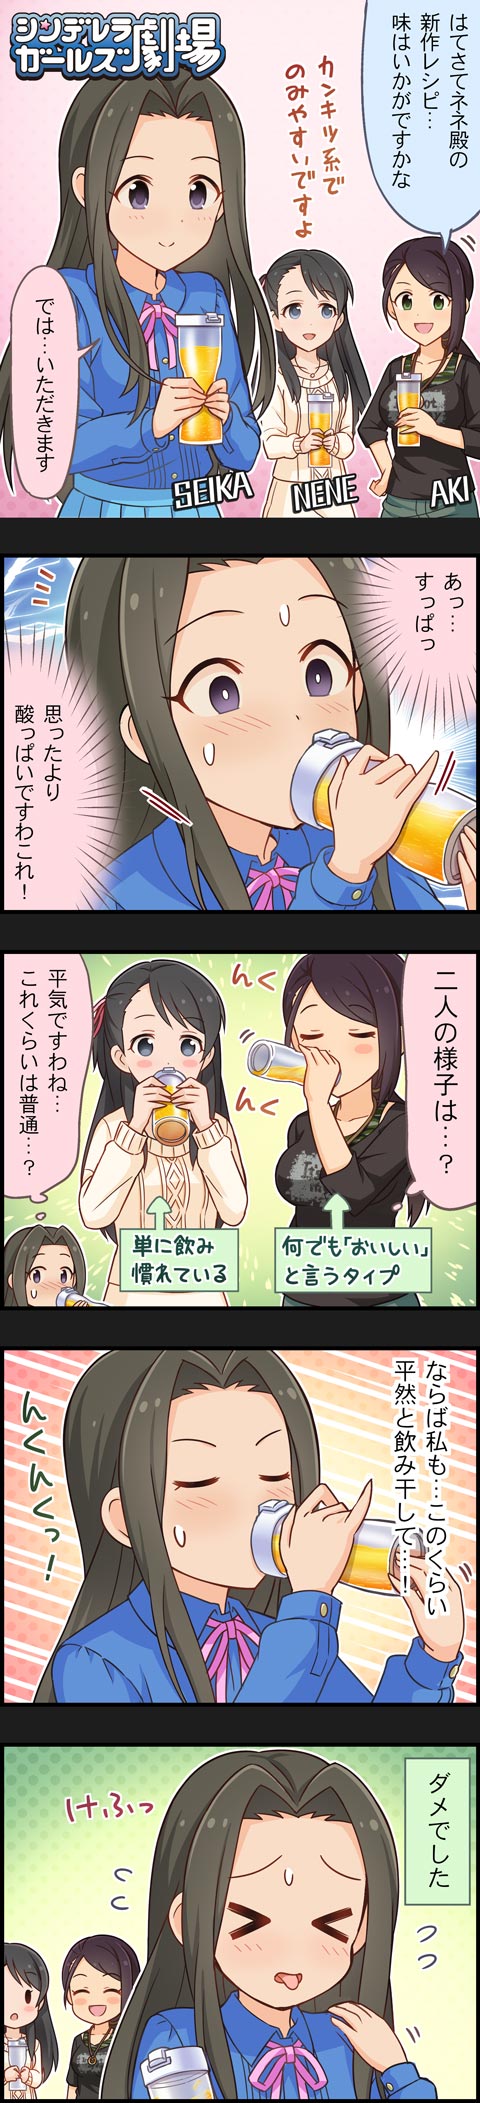 シンデレラ
ガールズ劇場
はてさてネネ殿の
新作レシピ…
味はいかがですかな
カンキツ系で
のみやすいですよ
では…いただきます
SEIKA
NENE
AKI
あっ…
すっぱっ
思ったより
酸っぱいですわこれ！
二人の様子は…？
んく
んく
平気ですわね…
これくらいは普通…？
何でも「おいしい」
と言うタイプ
単に飲み
慣れている
ならば私も…このくらい
平然と飲み干して…！
んくんくっ！
ダメでした
けふっ